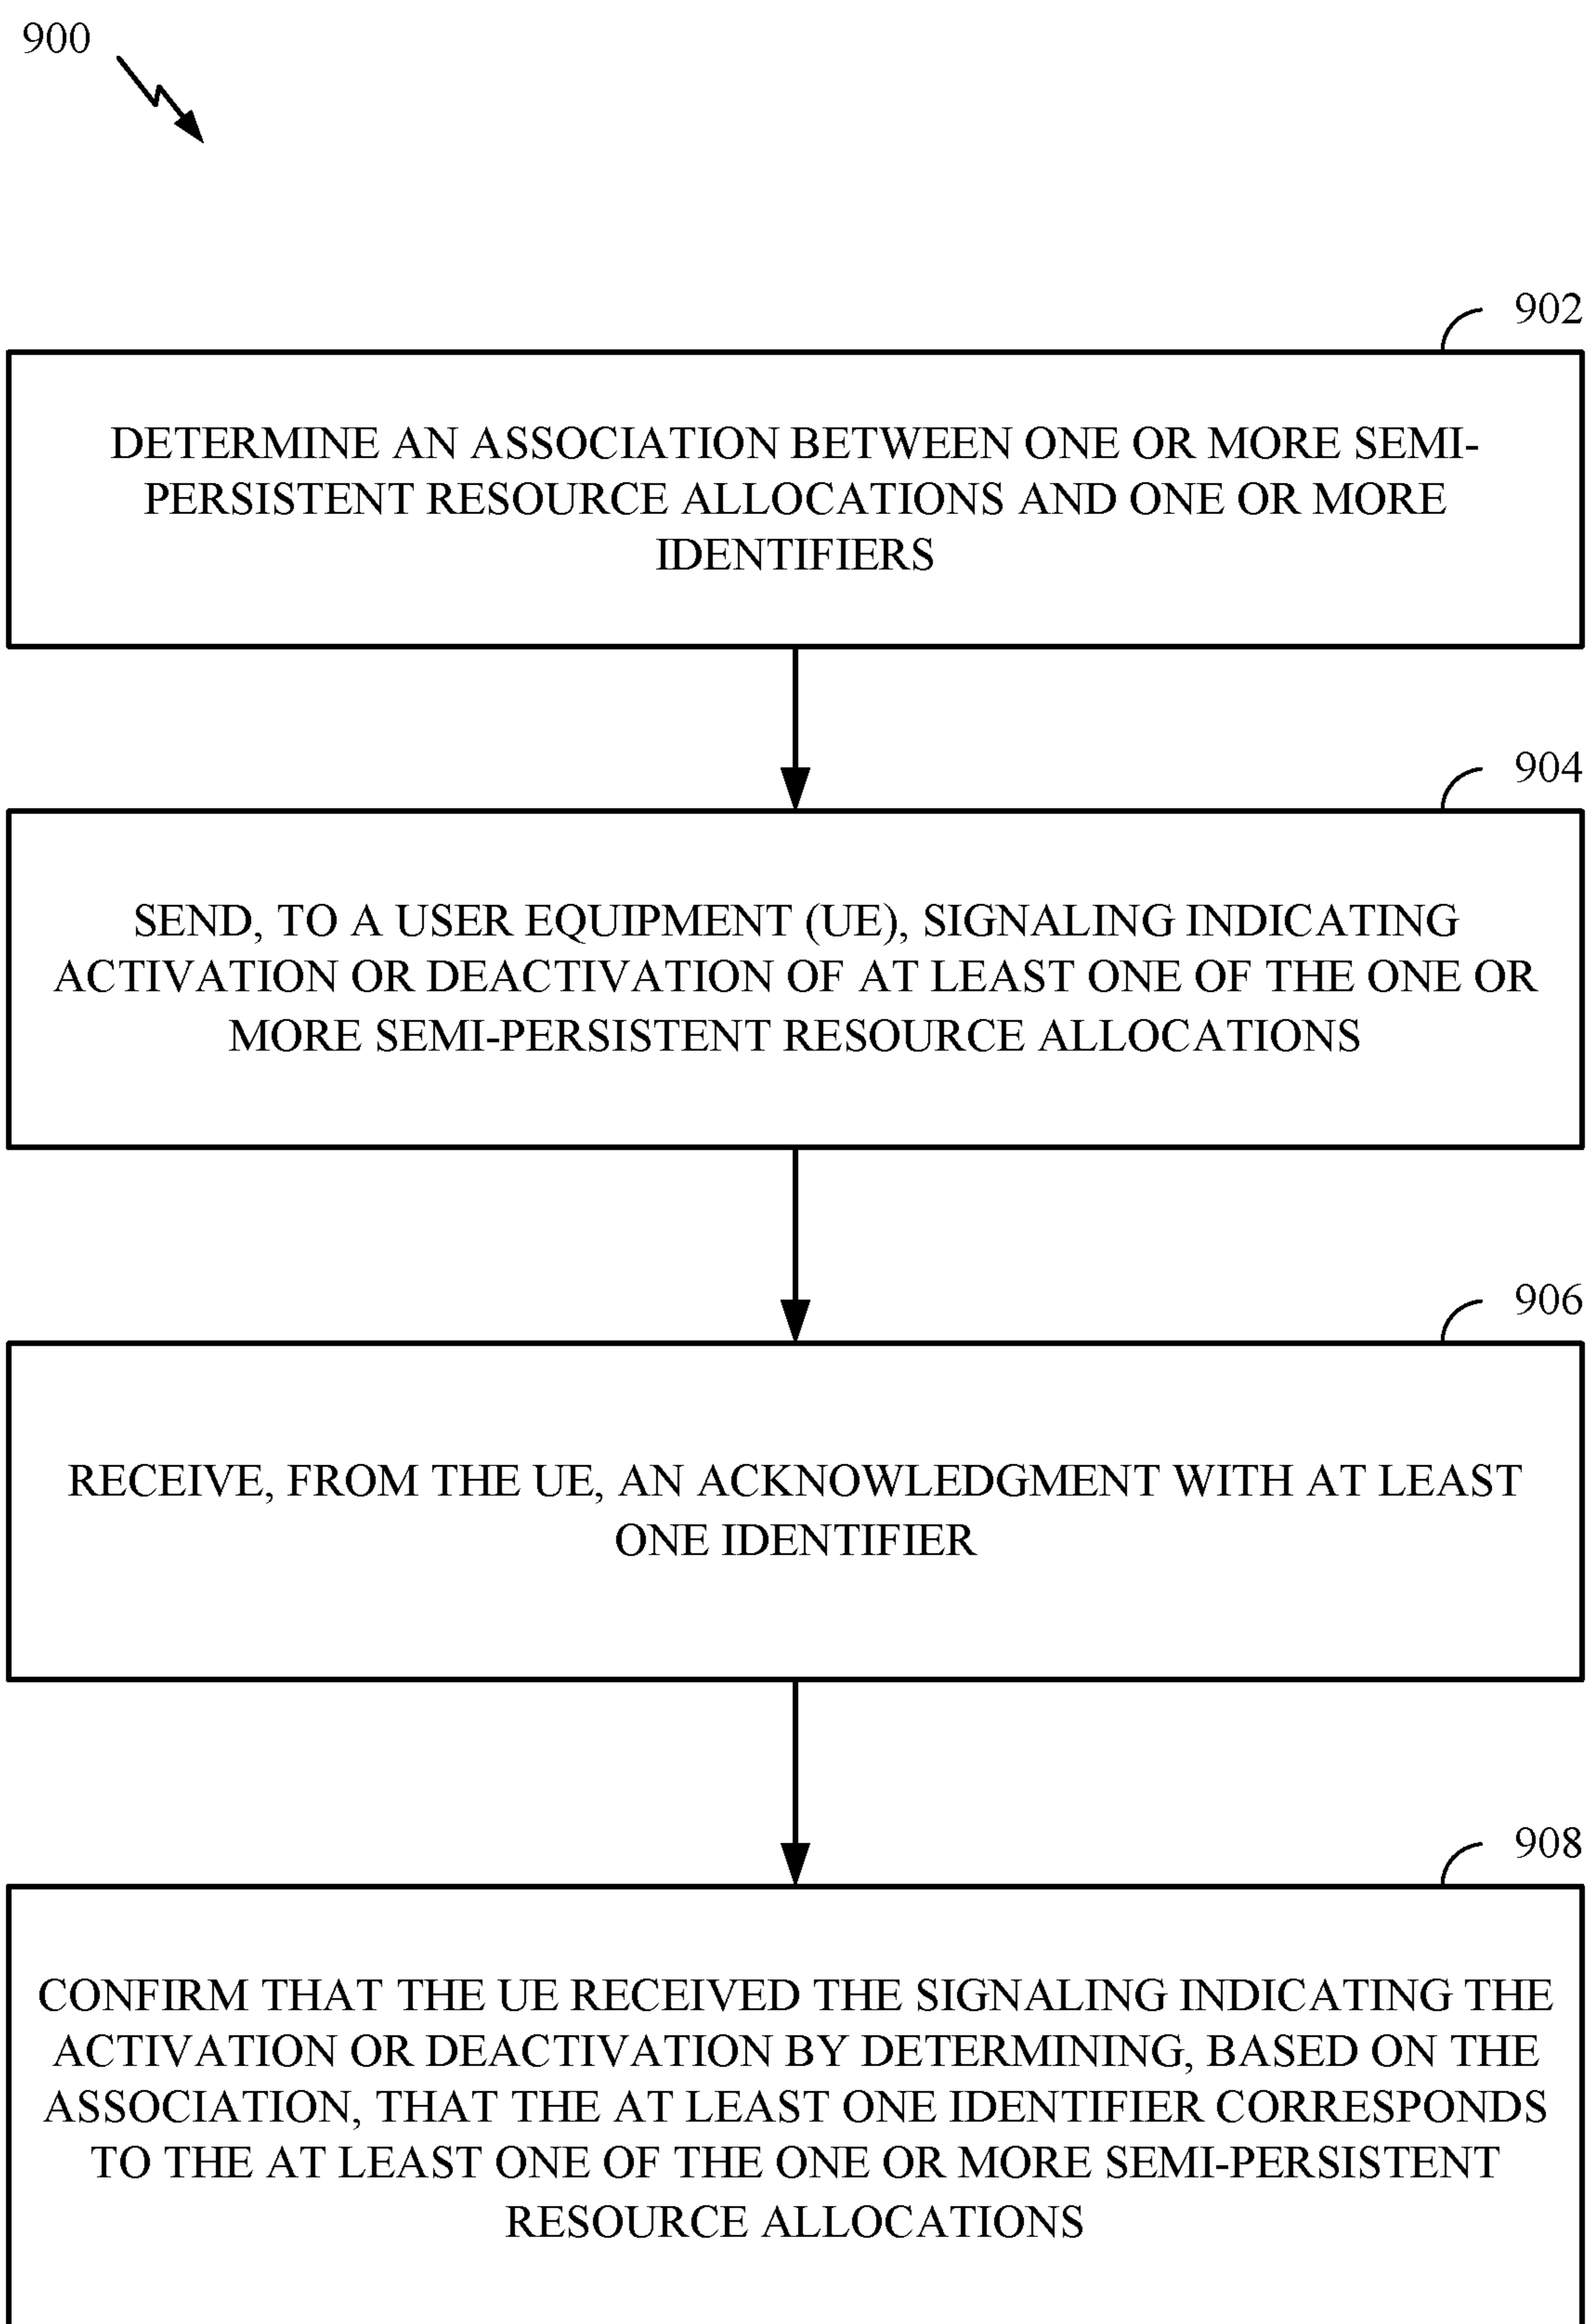 900
902
DETERMINE AN ASSOCIATION BETWEEN ONE OR MORE SEMI-
PERSISTENT RESOURCE ALLOCATIONS AND ONE OR MORE
IDENTIFIERS
904
SEND, TO A USER EQUIPMENT (UE), SIGNALING INDICATING
ACTIVATION OR DEACTIVATION OF AT LEAST ONE OF THE ONE OR
MORE SEMI-PERSISTENT RESOURCE ALLOCATIONS
906
RECEIVE, FROM THE UE, AN ACKNOWLEDGMENT WITH AT LEAST
ONE IDENTIFIER
908
CONFIRM THAT THE UE RECEIVED THE SIGNALING INDICATING THE
ACTIVATION OR DEACTIVATION BY DETERMINING, BASED ON THE
ASSOCIATION, THAT THE AT LEAST ONE IDENTIFIER CORRESPONDS
TO THE AT LEAST ONE OF THE ONE OR MORE SEMI-PERSISTENT
RESOURCE ALLOCATIONS